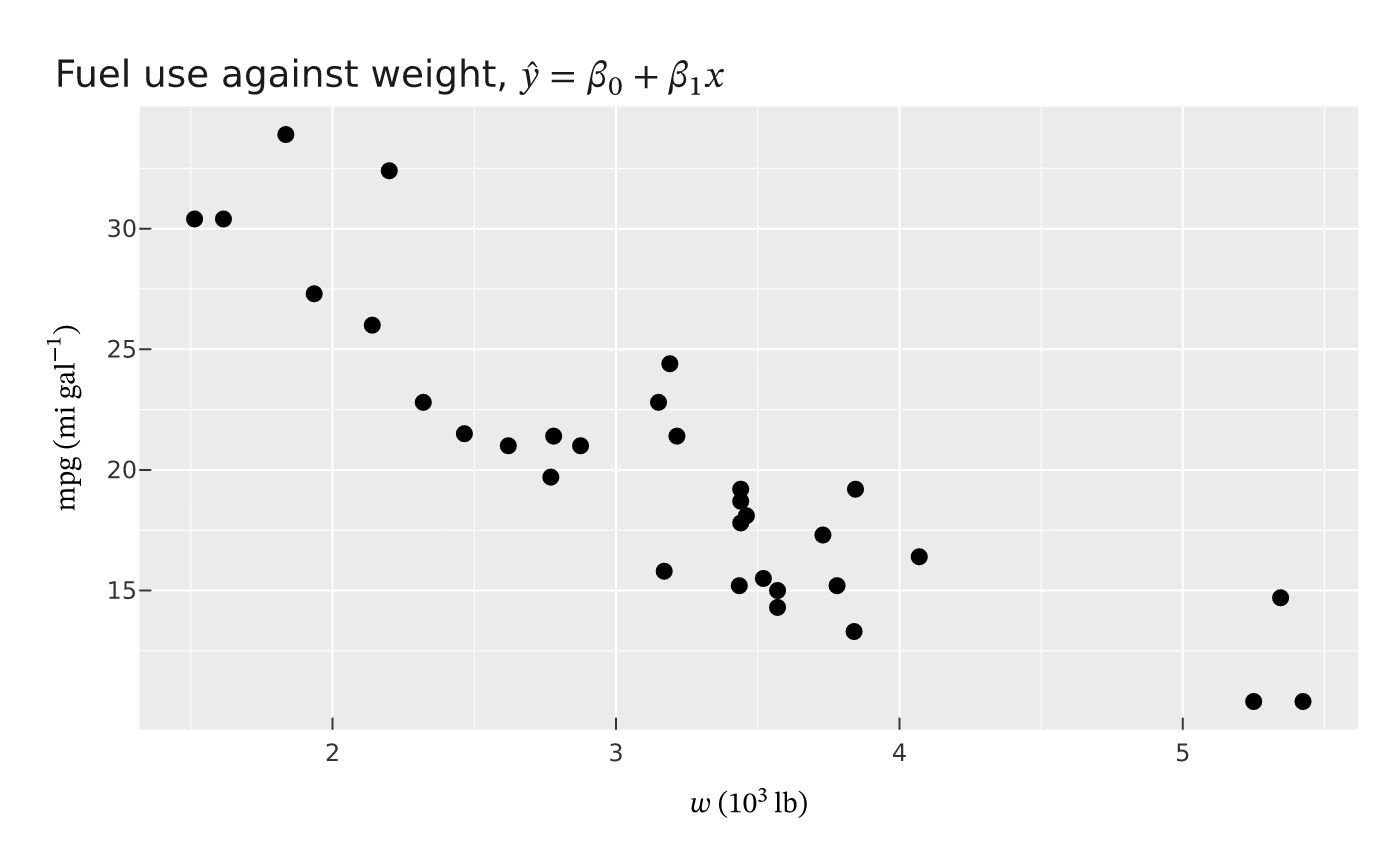 Fuel use against weight, ŷ = β₀ + β₁x
mpg (mi gal⁻¹)
30
25
20
15
2 3 4 5
w (10³ lb)